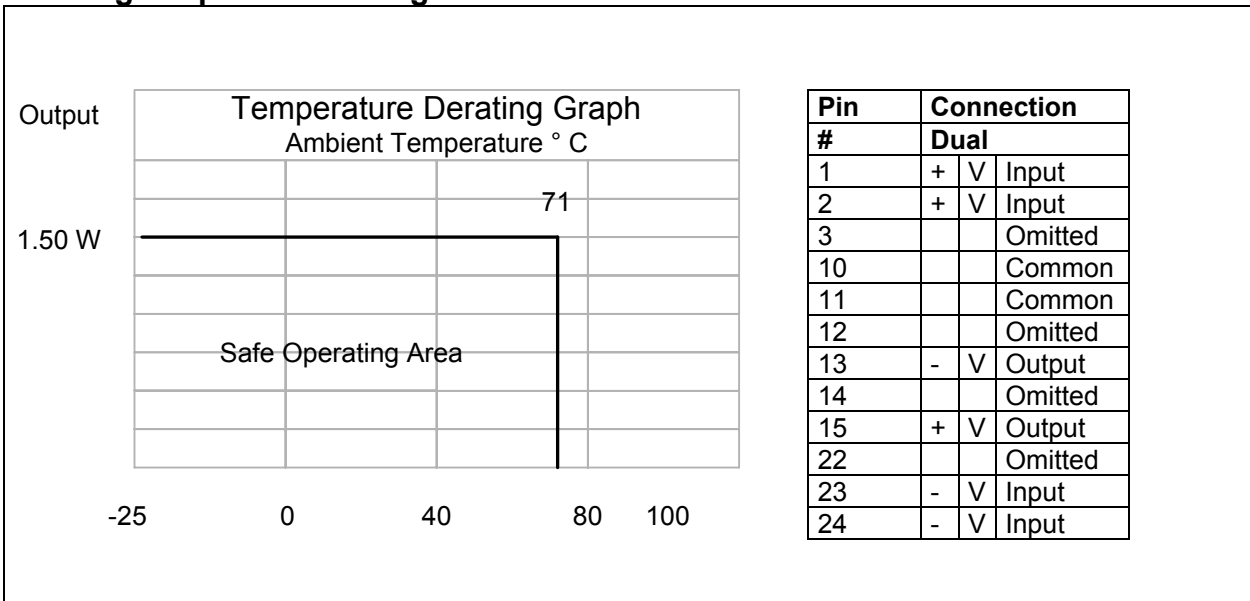 Output
Temperature Derating Graph
Ambient Temperature ° C
71
1.50 W
Safe Operating Area
-25 0 40 80 100
Pin Connection
# Dual
1 + V Input
2 + V Input
3 Omitted
10 Common
11 Common
12 Omitted
13 - V Output
14 Omitted
15 + V Output
22 Omitted
23 - V Input
24 - V Input